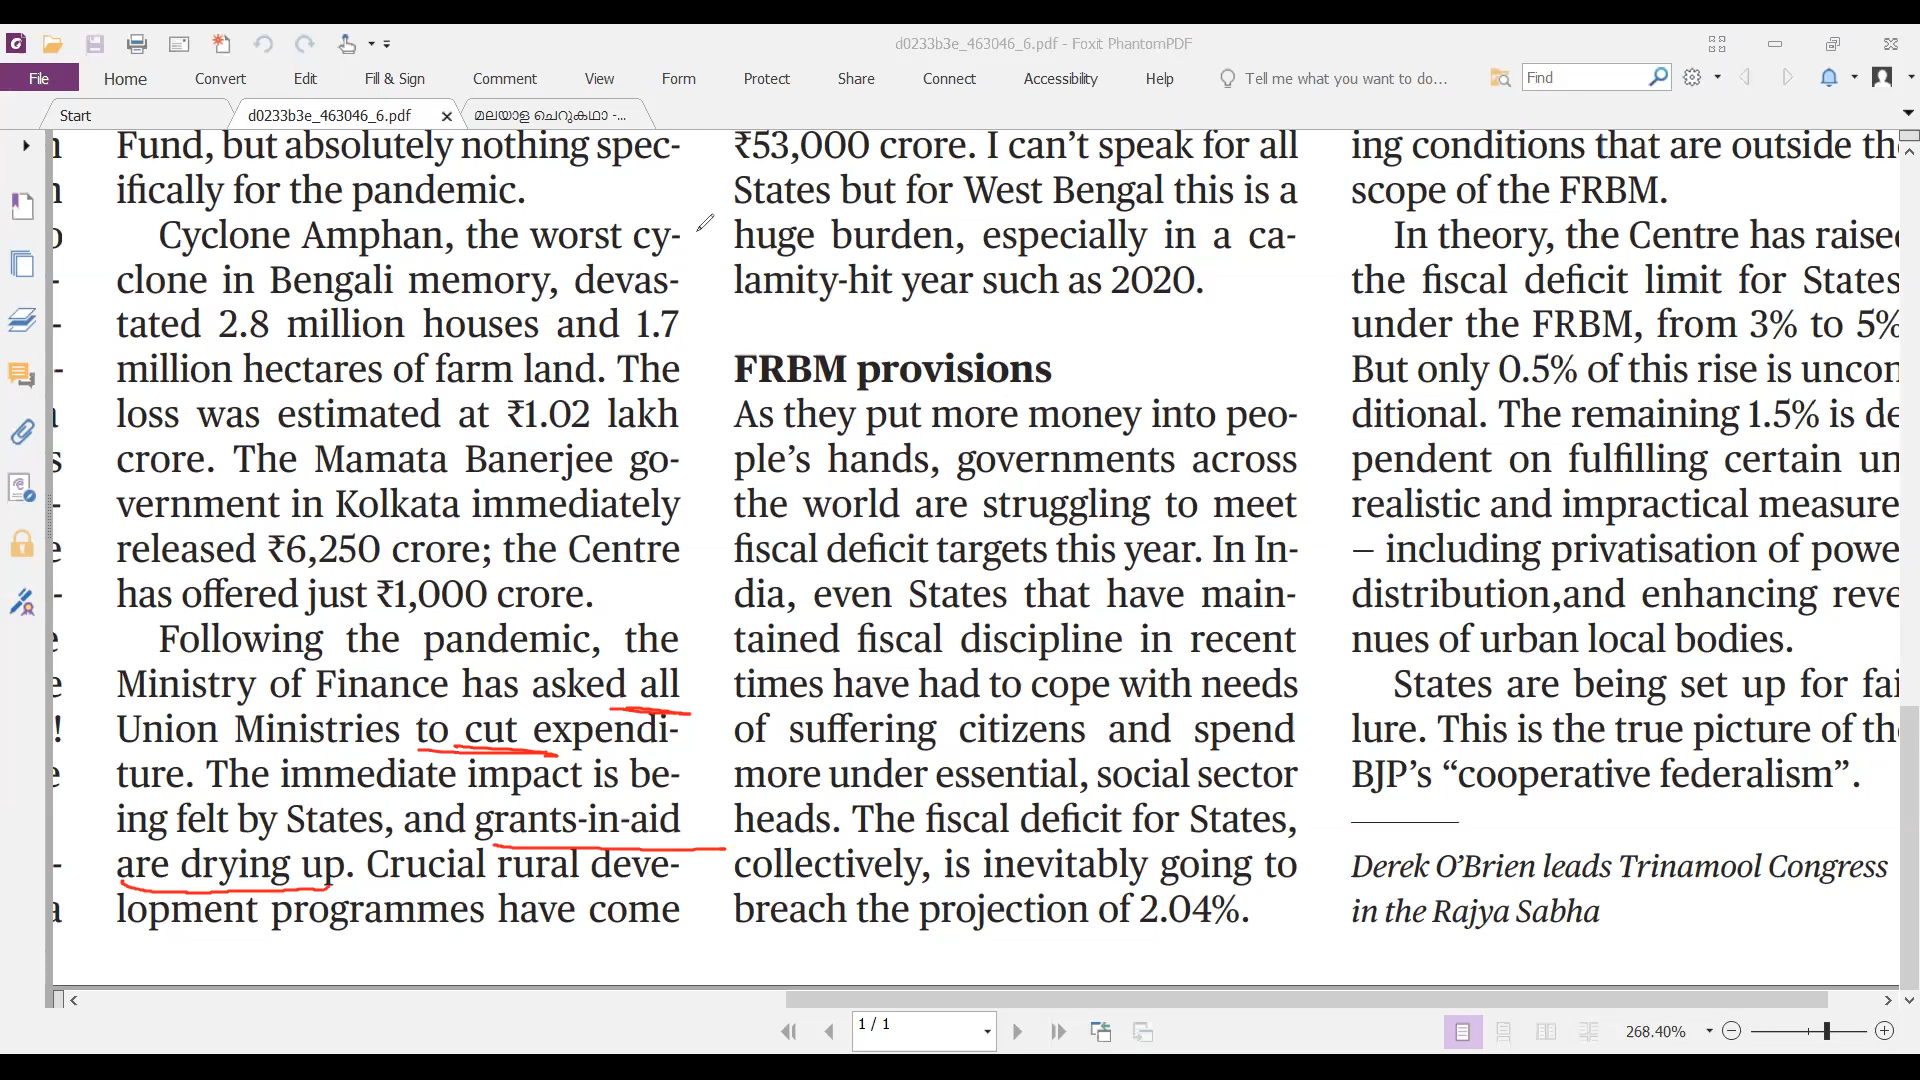 d0233b3e_463046_6.pdf - Foxit PhantomPDF
File Home Convert Edit Fill & Sign Comment View Form Protect Share Connect Accessibility Help Tell me what you want to do... Find
Start d0233b3e_463046_6.pdf മലയാള ചെറുകഥാ -...
Fund, but absolutely nothing spec-
ifically for the pandemic.
Cyclone Amphan, the worst cy-
clone in Bengali memory, devas-
tated 2.8 million houses and 1.7
million hectares of farm land. The
loss was estimated at ₹1.02 lakh
crore. The Mamata Banerjee go-
vernment in Kolkata immediately
released ₹6,250 crore; the Centre
has offered just ₹1,000 crore.
Following the pandemic, the
Ministry of Finance has asked all
Union Ministries to cut expendi-
ture. The immediate impact is be-
ing felt by States, and grants-in-aid
are drying up. Crucial rural deve-
lopment programmes have come
₹53,000 crore. I can't speak for all
States but for West Bengal this is a
huge burden, especially in a ca-
lamity-hit year such as 2020.
FRBM provisions
As they put more money into peo-
ple's hands, governments across
the world are struggling to meet
fiscal deficit targets this year. In In-
dia, even States that have main-
tained fiscal discipline in recent
times have had to cope with needs
of suffering citizens and spend
more under essential, social sector
heads. The fiscal deficit for States,
collectively, is inevitably going to
breach the projection of 2.04%.
ing conditions that are outside the
scope of the FRBM.
In theory, the Centre has raised
the fiscal deficit limit for States
under the FRBM, from 3% to 5%
But only 0.5% of this rise is uncon
ditional. The remaining 1.5% is de
pendent on fulfilling certain un
realistic and impractical measure
– including privatisation of powe
distribution,and enhancing reve
nues of urban local bodies.
States are being set up for fai
lure. This is the true picture of the
BJP's “cooperative federalism”.
Derek O'Brien leads Trinamool Congress
in the Rajya Sabha
1 / 1
268.40%